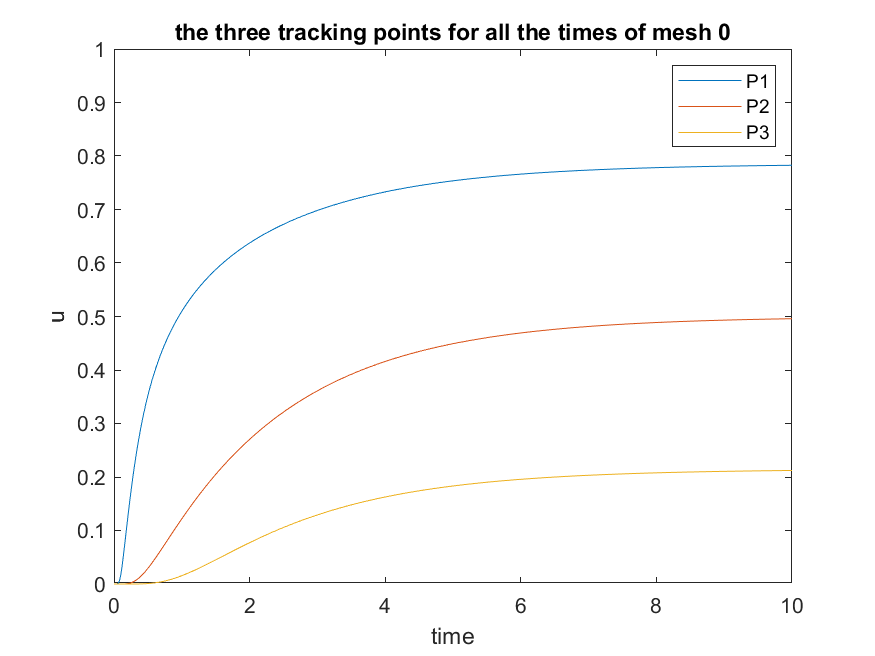 the three tracking points for all the times of mesh 0
1
0.9
0.8
0.7
0.6
0.5
0.4
0.3
0.2
0.1
0
u
P1
P2
P3
0 2 4 6 8 10
time